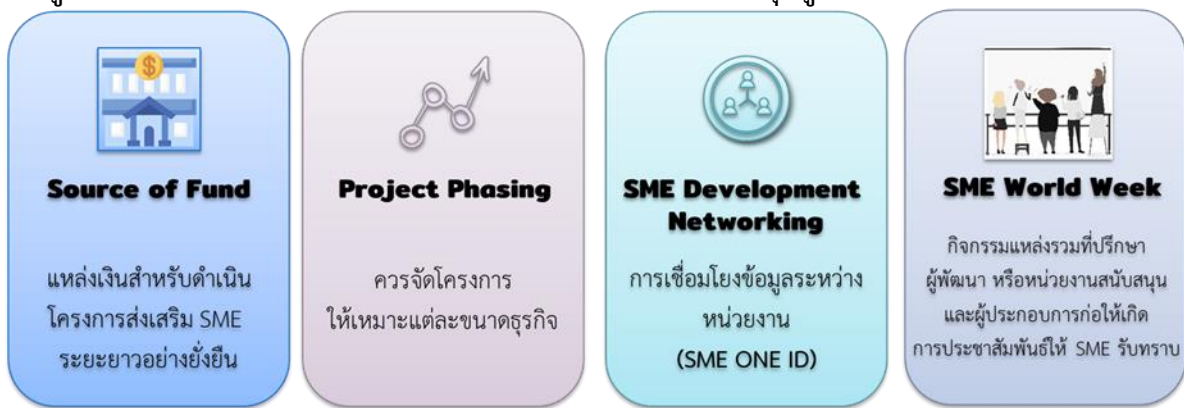 Source of Fund
แหล่งเงินสำหรับดำเนิน
โครงการส่งเสริม SME
ระยะยาวอย่างยั่งยืน
Project Phasing
ควรจัดโครงการ
ให้เหมาะแต่ละขนาดธุรกิจ
SME Development
Networking
การเชื่อมโยงข้อมูลระหว่าง
หน่วยงาน
(SME ONE ID)
SME World Week
กิจกรรมแหล่งรวมที่ปรึกษา
ผู้พัฒนา หรือหน่วยงานสนับสนุน
และผู้ประกอบการก่อให้เกิด
การประชาสัมพันธ์ให้ SME รับทราบ